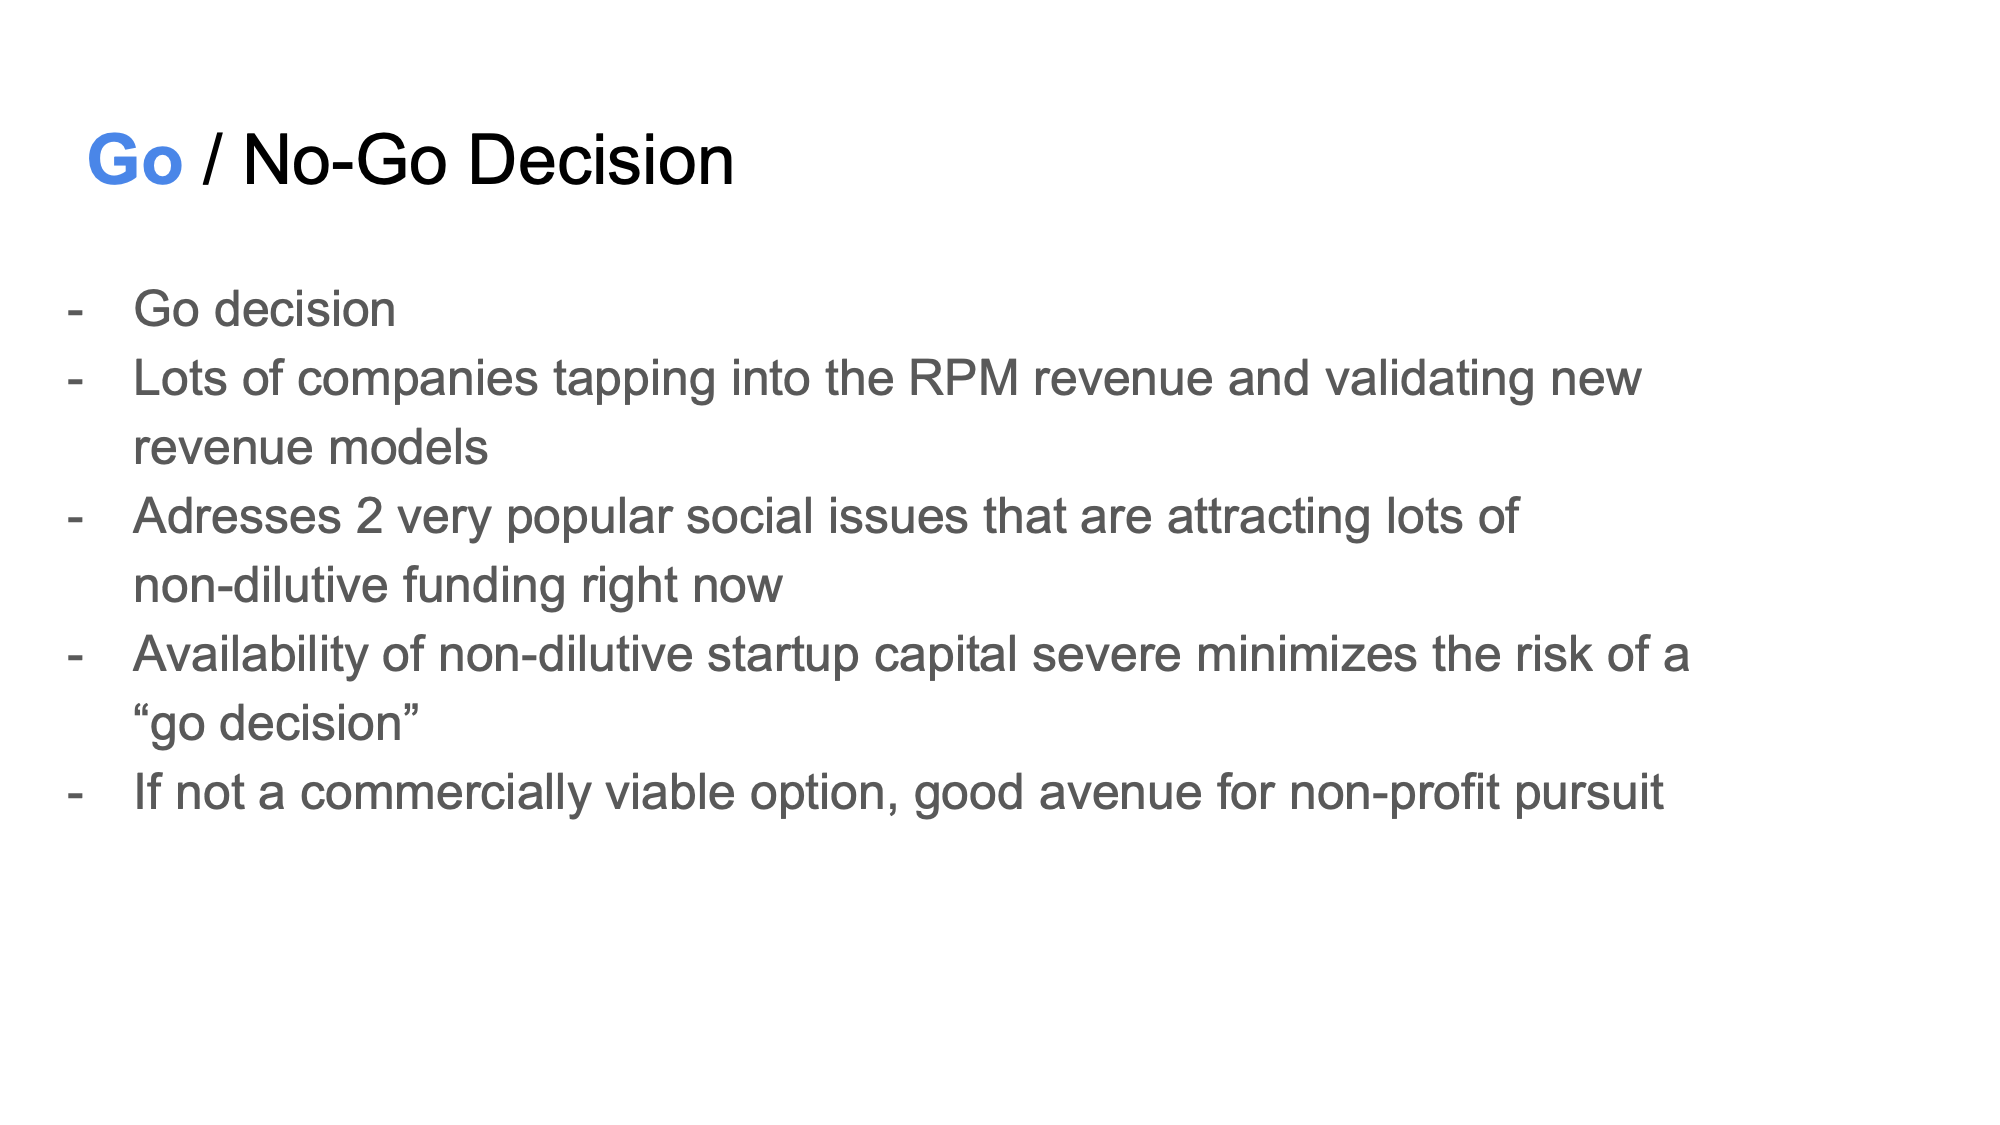 Go / No-Go Decision
- Go decision
- Lots of companies tapping into the RPM revenue and validating new
revenue models
- Adresses 2 very popular social issues that are attracting lots of
non-dilutive funding right now
- Availability of non-dilutive startup capital severe minimizes the risk of a
“go decision”
- If not a commercially viable option, good avenue for non-profit pursuit